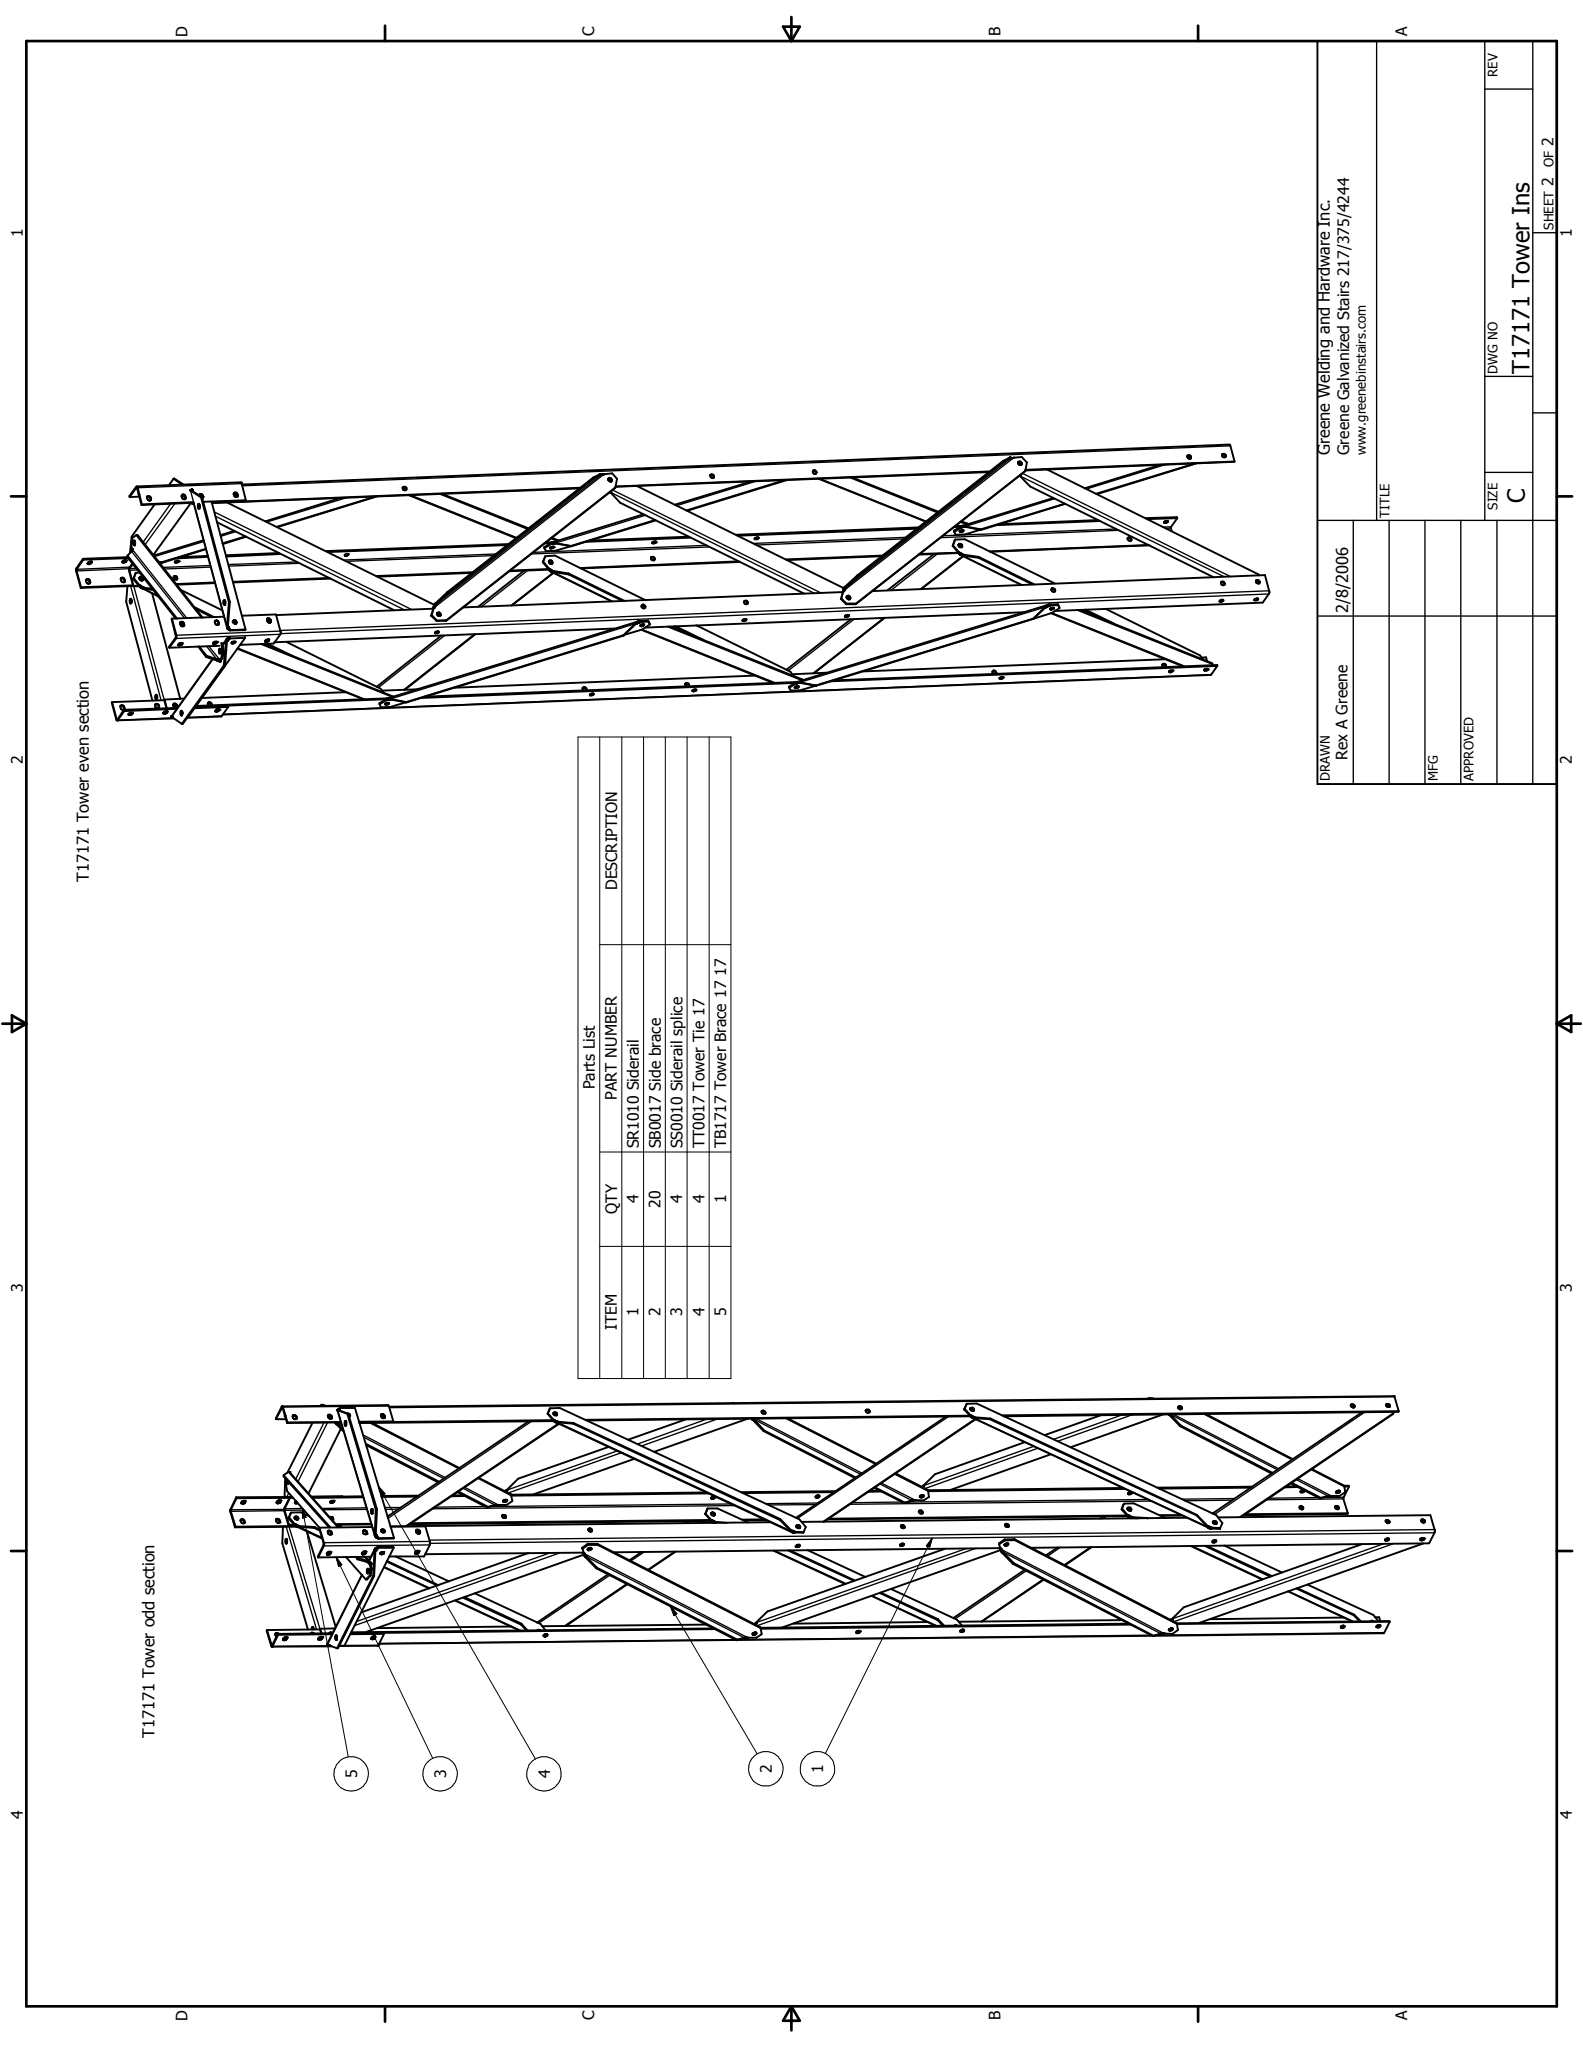 4
3
2
1
D
C
B
A
T17171 Tower odd section
T17171 Tower even section
5
3
4
2
1
Parts List
ITEM QTY PART NUMBER DESCRIPTION
1 4 SR1010 Siderail
2 20 SB0017 Side brace
3 4 SS0010 Siderail splice
4 4 TT0017 Tower Tie 17
5 1 TB1717 Tower Brace 17 17
DRAWN
Rex A Greene 2/8/2006
MFG
APPROVED
Greene Welding and Hardware Inc.
Greene Galvanized Stairs 217/375/4244
www.greenebinstairs.com
TITLE
SIZE
C
DWG NO
T17171 Tower Ins
REV
SHEET 2 OF 2
D
C
B
A
4
3
2
1